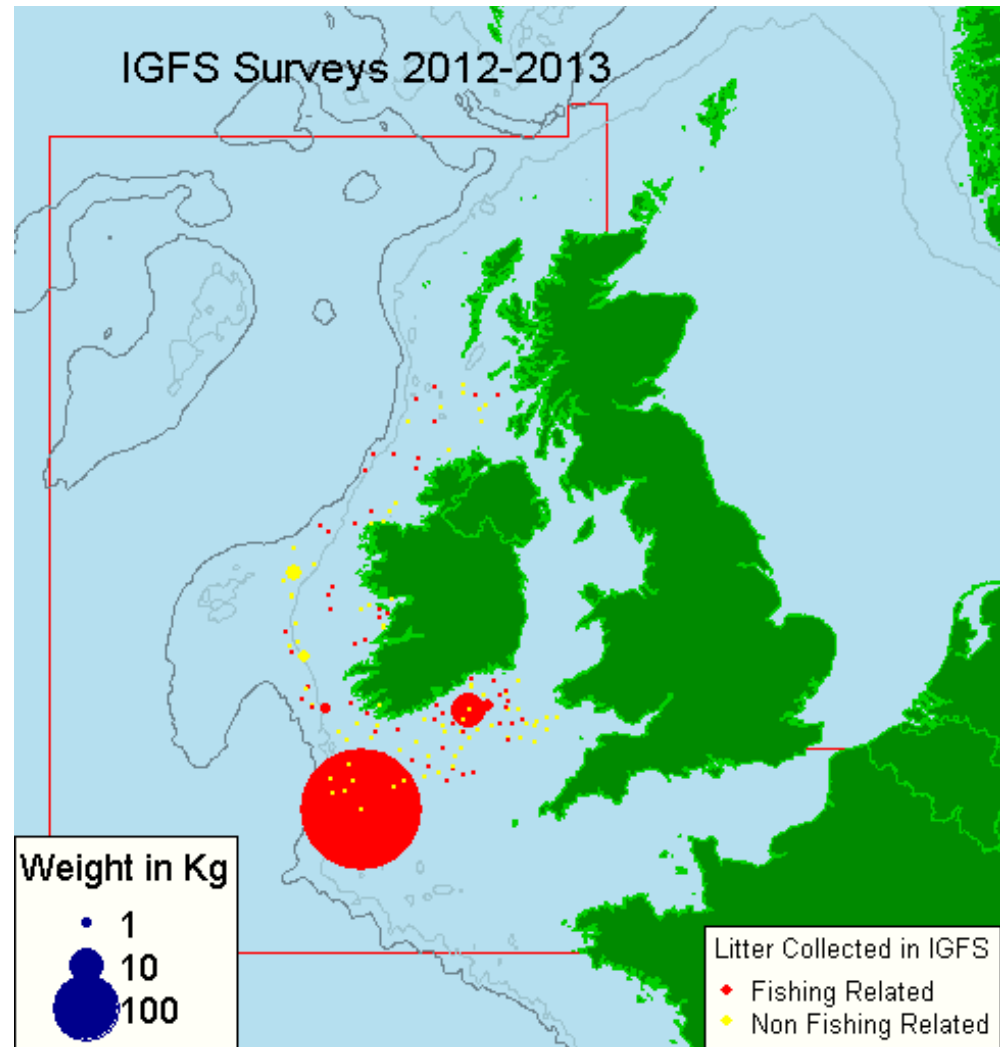 IGFS Surveys 2012-2013
Weight in Kg
1
10
100
Litter Collected in IGFS
Fishing Related
Non Fishing Related